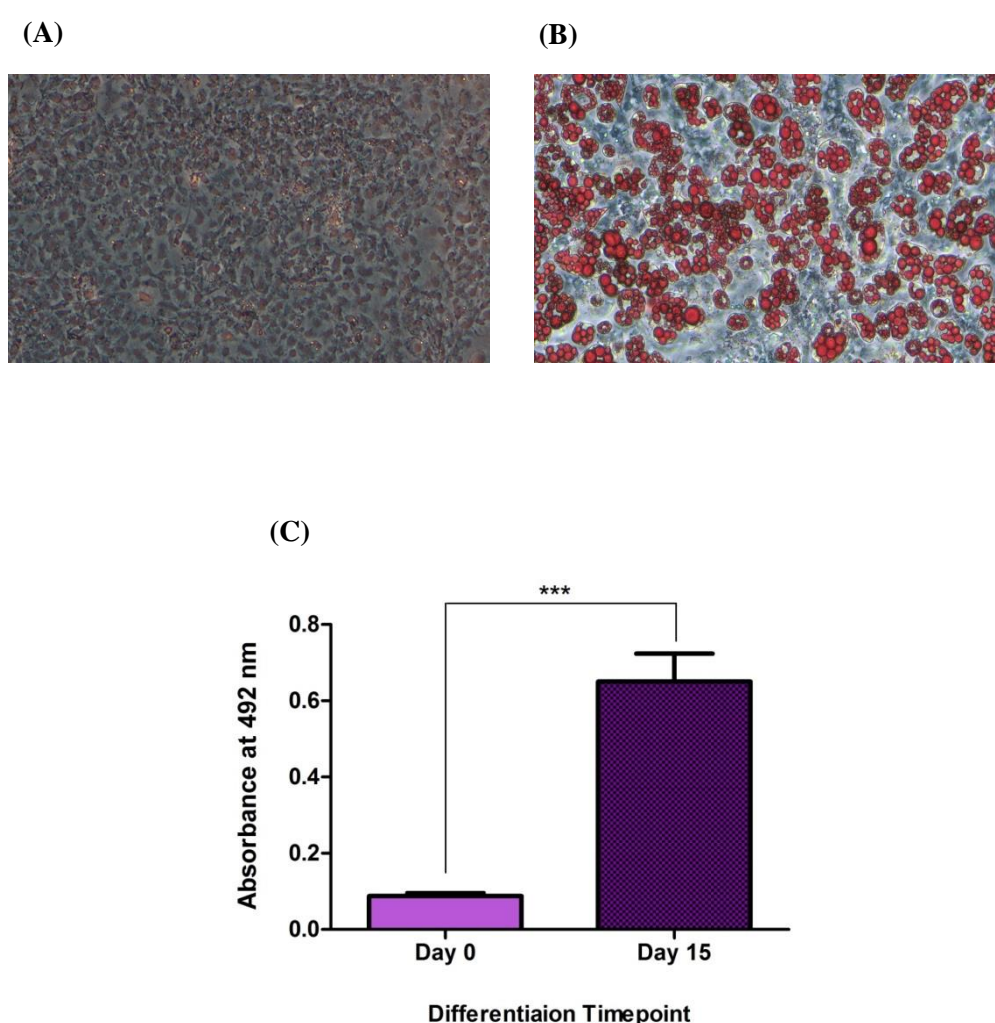 (A)
(B)
(C)
***
0.8
0.6
0.4
0.2
0.0
Absorbance at 492 nm
Day 0
Day 15
Differentiaion Timepoint